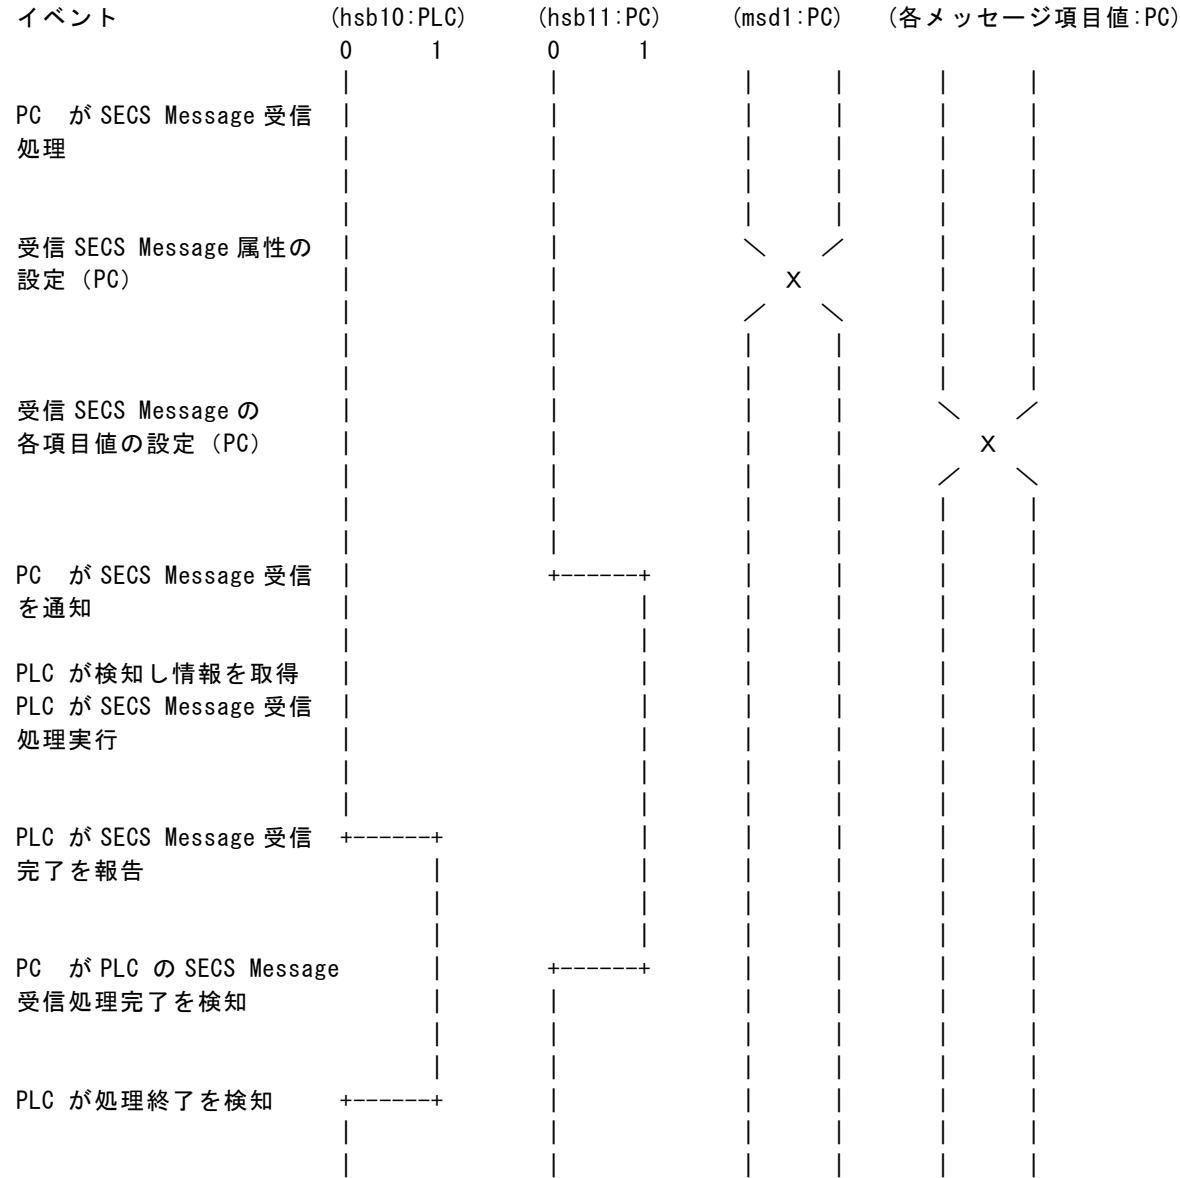 イベント (hsb10:PLC) (hsb11:PC) (msd1:PC) (各メッセージ項目値:PC)
0 1 0 1
PC が SECS Message 受信
処理
受信 SECS Message 属性の
設定（PC）
X
受信 SECS Message の
各項目値の設定（PC）
X
PC が SECS Message 受信
を通知
PLC が検知し情報を取得
PLC が SECS Message 受信
処理実行
PLC が SECS Message 受信
完了を報告
PC が PLC の SECS Message
受信処理完了を検知
PLC が処理終了を検知